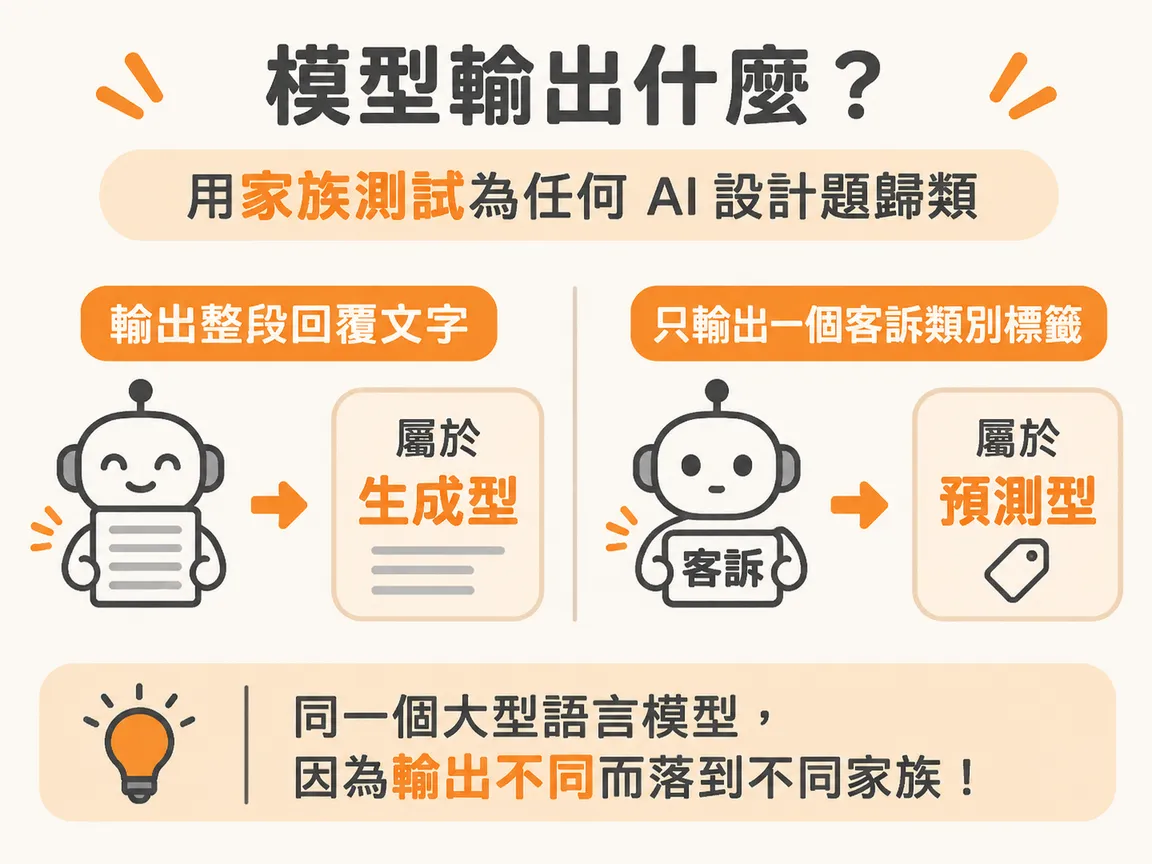 模型輸出什麼？
用家族測試為任何 AI 設計題歸類
輸出整段回覆文字
屬於
生成型
只輸出一個客訴類別標籤
客訴
屬於
預測型
同一個大型語言模型，
因為輸出不同而落到不同家族！